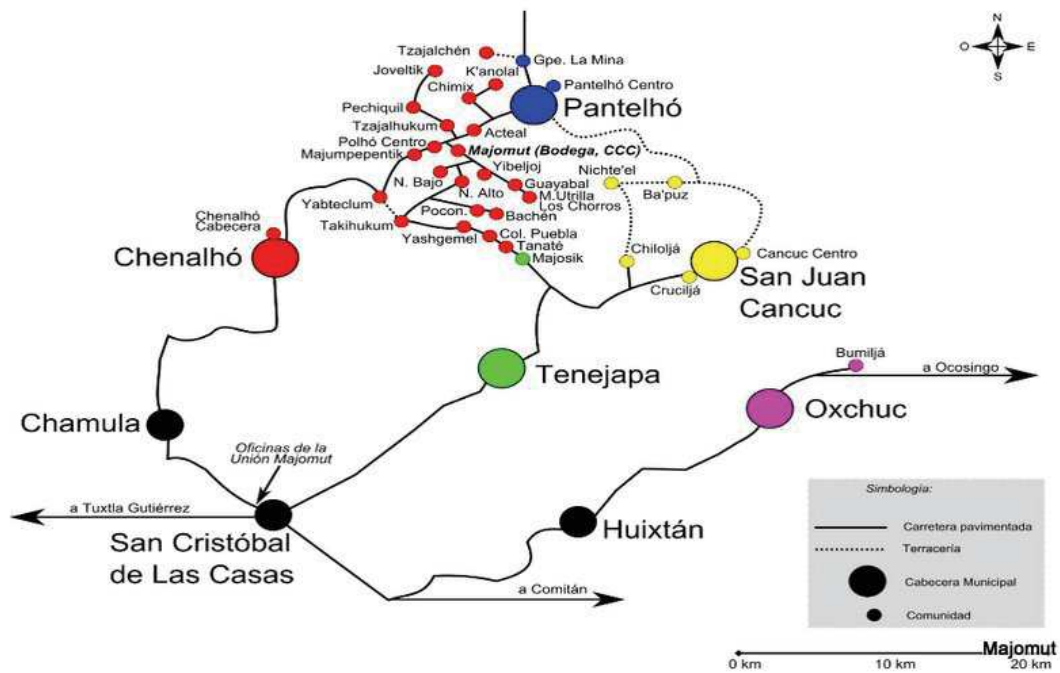 N
O
E
S
Tzajalchén
Gpe. La Mina
Joveltik
K'anolal
Pantelhó Centro
Chimix
Pantelhó
Pechiquil
Tzajalhukum
Acteal
Polhó Centro
Majomut (Bodega, CCC)
Majumpepentik
Yibeljoj
Nichte'el
N. Bajo
Guayabal
Ba'puz
N. Alto
M.Utrilla
Yabteclum
Los Chorros
Pocon.
Bachén
Takihukum
Chenalhó
Cabecera
Yashgemel
Col. Puebla
Tanaté
Majosik
Chiloljá
Cancuc Centro
Chenalhó
Cruciljá
San Juan
Cancuc
Tenejapa
Bumiljá
a Ocosingo
Oxchuc
Chamula
Oficinas de la
Unión Majomut
a Tuxtla Gutiérrez
San Cristóbal
de Las Casas
Huixtán
a Comitán
Simbología:
Carretera pavimentada
Terracería
Cabecera Municipal
Comunidad
Majomut
0 km
10 km
20 km